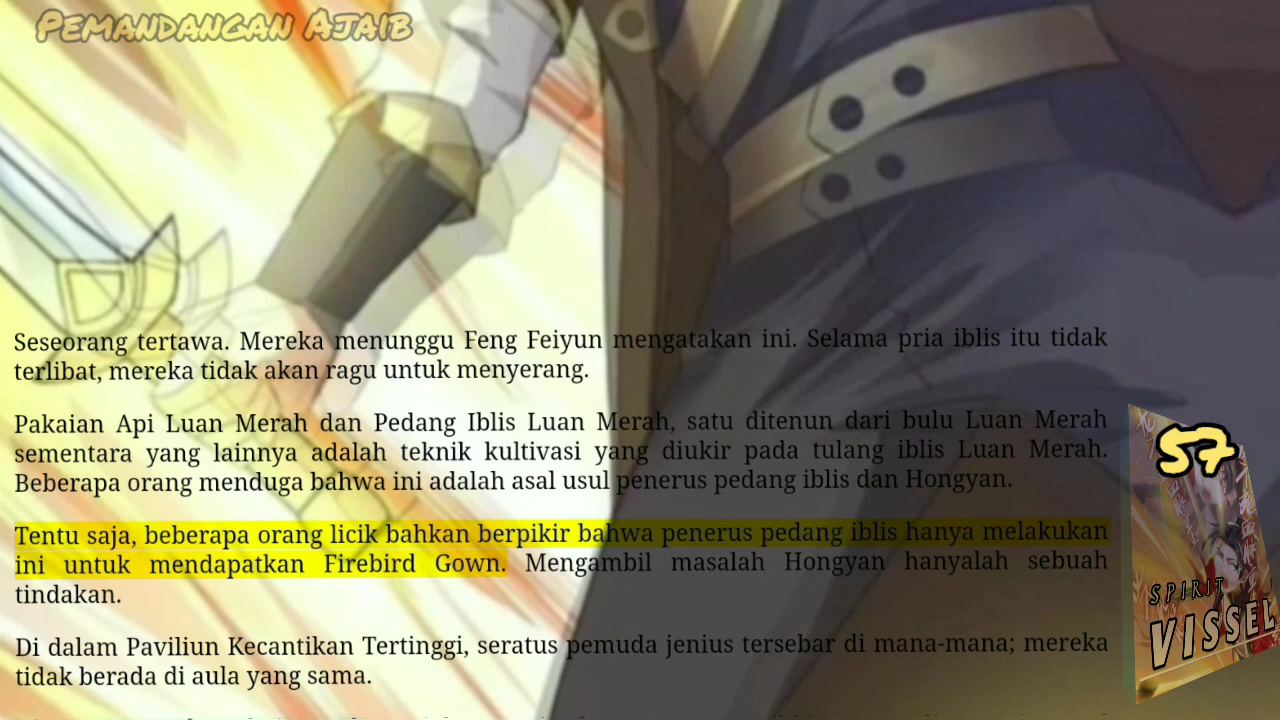 Pemandangan Ajaib
Seseorang tertawa. Mereka menunggu Feng Feiyun mengatakan ini. Selama pria iblis itu tidak
terlibat, mereka tidak akan ragu untuk menyerang.
Pakaian Api Luan Merah dan Pedang Iblis Luan Merah, satu ditenun dari bulu Luan Merah
sementara yang lainnya adalah teknik kultivasi yang diukir pada tulang iblis Luan Merah.
Beberapa orang menduga bahwa ini adalah asal usul penerus pedang iblis dan Hongyan.
Tentu saja, beberapa orang licik bahkan berpikir bahwa penerus pedang iblis hanya melakukan
ini untuk mendapatkan Firebird Gown. Mengambil masalah Hongyan hanyalah sebuah
tindakan.
Di dalam Paviliun Kecantikan Tertinggi, seratus pemuda jenius tersebar di mana-mana; mereka
tidak berada di aula yang sama.
57
SPIRIT
VISSEL